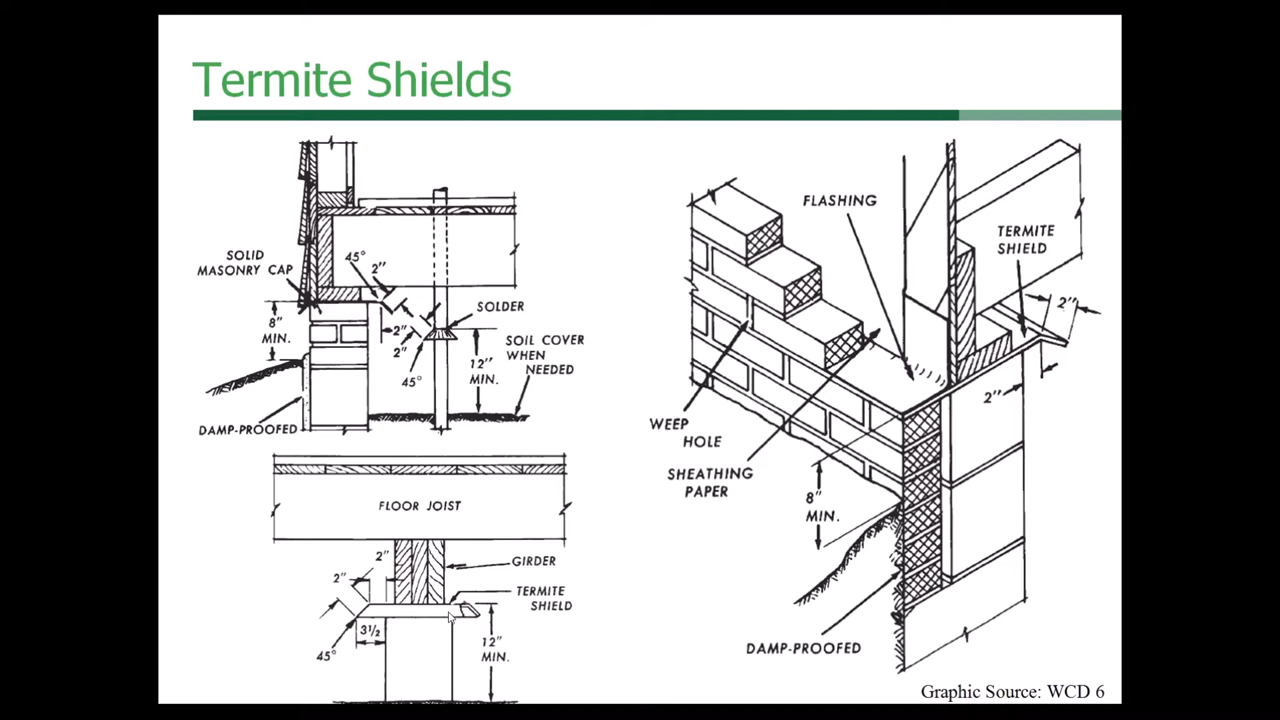 Termite Shields
SOLID
MASONRY CAP
45°
2"
SOLDER
8"
MIN.
2"
2"
45°
12"
MIN.
SOIL COVER
WHEN
NEEDED
DAMP-PROOFED
FLOOR JOIST
2"
2"
GIRDER
TERMITE
SHIELD
3½
45°
12"
MIN.
FLASHING
TERMITE
SHIELD
2"
2"
WEEP
HOLE
SHEATHING
PAPER
8"
MIN.
DAMP-PROOFED
Graphic Source: WCD 6